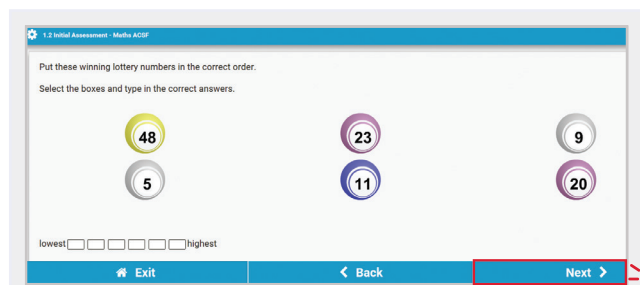 1.2 Initial Assessment - Maths ACSF
Put these winning lottery numbers in the correct order.
Select the boxes and type in the correct answers.
48 23 9
5 11 20
lowest highest
Exit Back Next